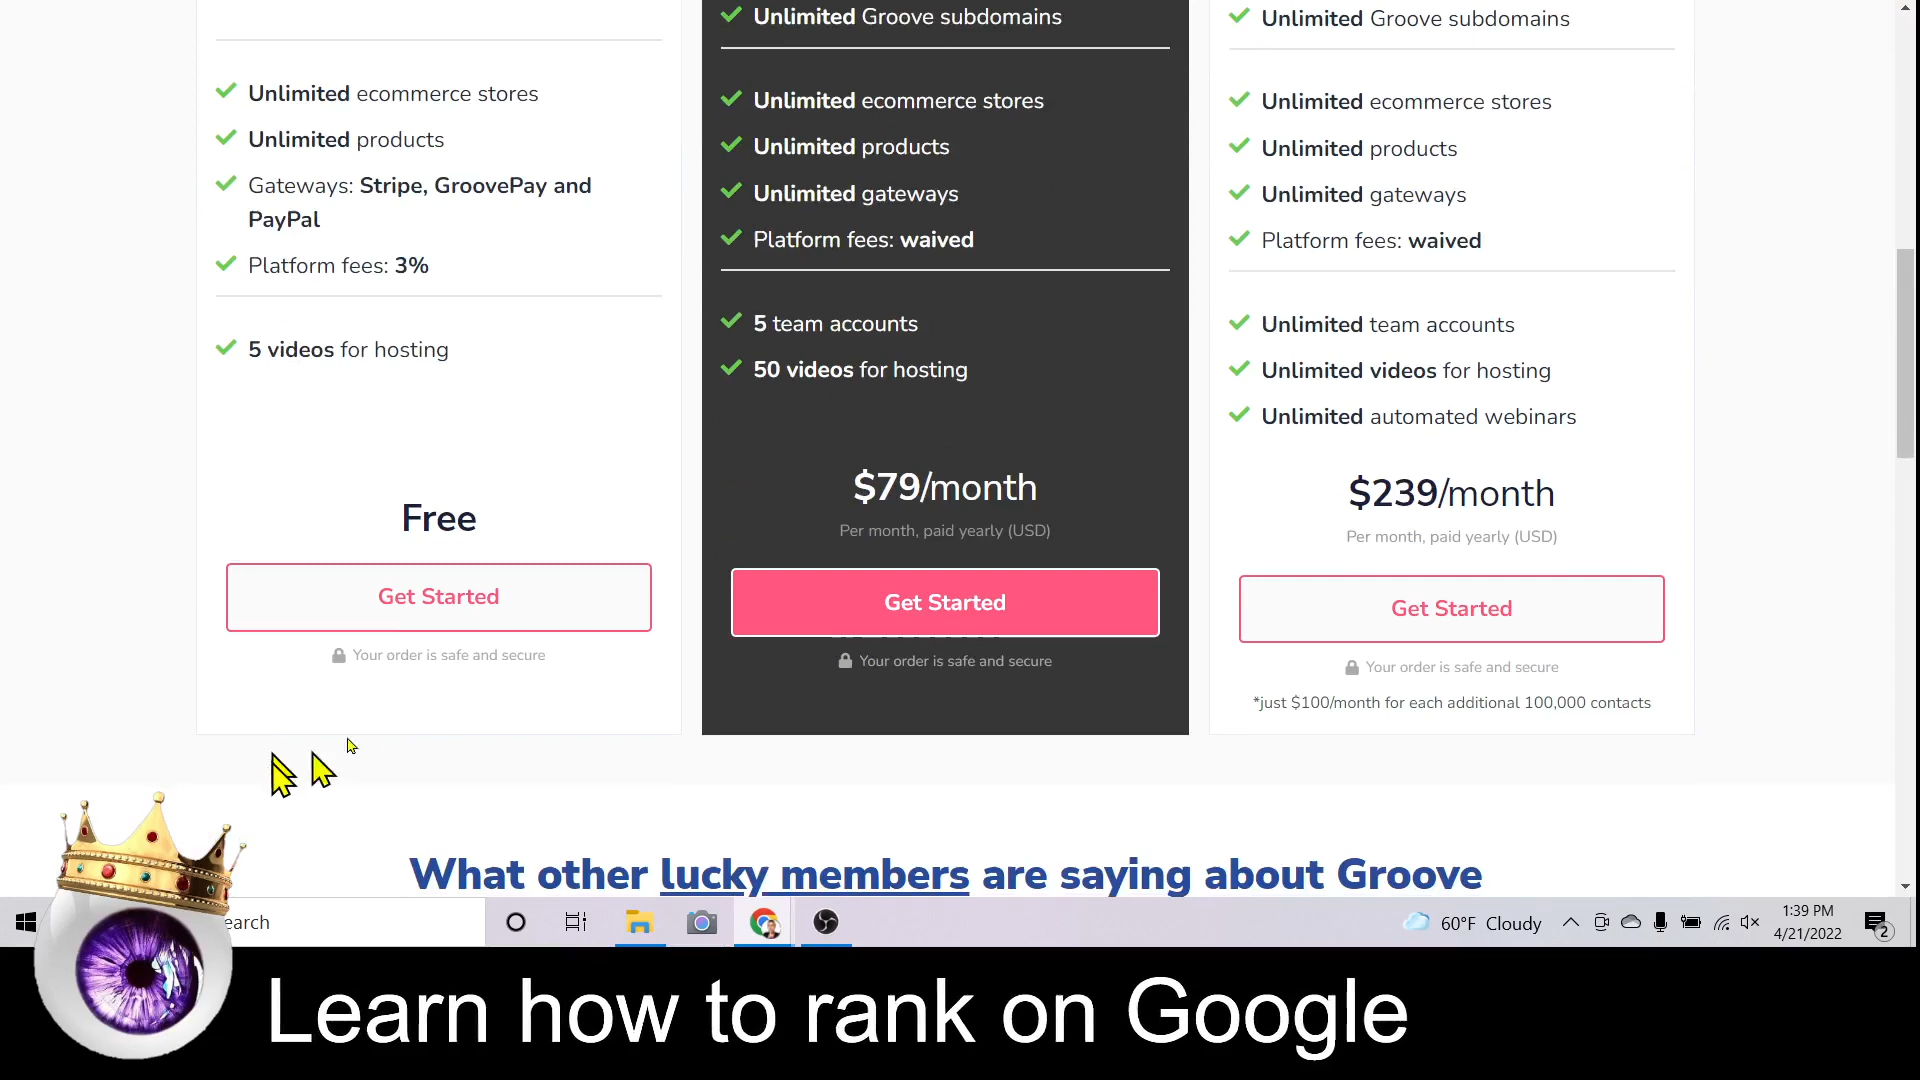 Unlimited ecommerce stores
Unlimited products
Gateways: Stripe, GroovePay and
PayPal
Platform fees: 3%
5 videos for hosting
Free
Get Started
Your order is safe and secure
Unlimited Groove subdomains
Unlimited ecommerce stores
Unlimited products
Unlimited gateways
Platform fees: waived
5 team accounts
50 videos for hosting
$79/month
Per month, paid yearly (USD)
Get Started
Your order is safe and secure
Unlimited Groove subdomains
Unlimited ecommerce stores
Unlimited products
Unlimited gateways
Platform fees: waived
Unlimited team accounts
Unlimited videos for hosting
Unlimited automated webinars
$239/month
Per month, paid yearly (USD)
Get Started
Your order is safe and secure
*just $100/month for each additional 100,000 contacts
What other lucky members are saying about Groove
earch
60°F Cloudy
1:39 PM
4/21/2022
2
Learn how to rank on Google